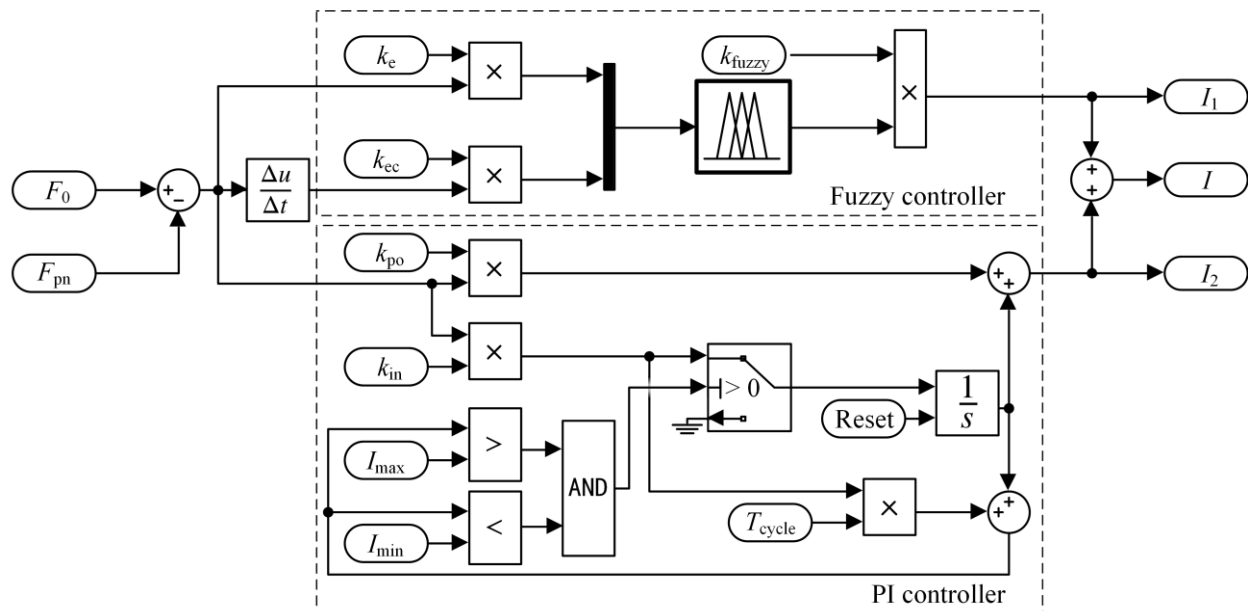 k_e
×
k_fuzzy
×
I_1
k_ec
×
F_0
+
−
Δu
Δt
+
+
I
Fuzzy controller
F_pn
k_po
×
+
+
I_2
k_in
×
> 0
1
s
Reset
I_max
>
AND
×
+
+
T_cycle
I_min
<
PI controller